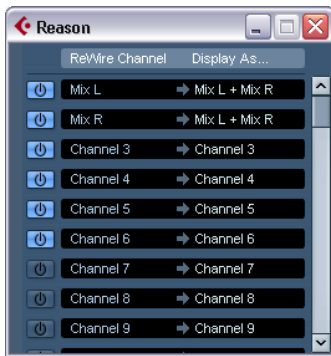 Reason
ReWire Channel Display As...
Mix L Mix L + Mix R
Mix R Mix L + Mix R
Channel 3 Channel 3
Channel 4 Channel 4
Channel 5 Channel 5
Channel 6 Channel 6
Channel 7 Channel 7
Channel 8 Channel 8
Channel 9 Channel 9